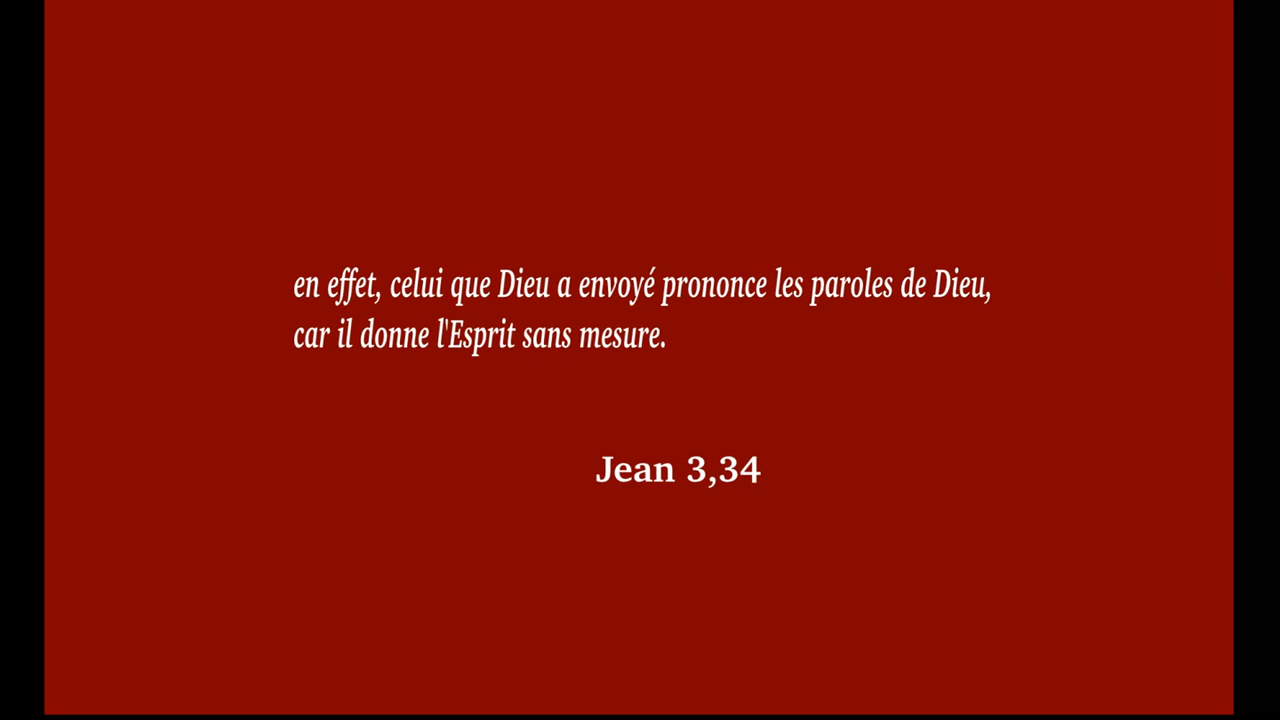 en effet, celui que Dieu a envoyé prononce les paroles de Dieu,
car il donne l'Esprit sans mesure.
Jean 3,34